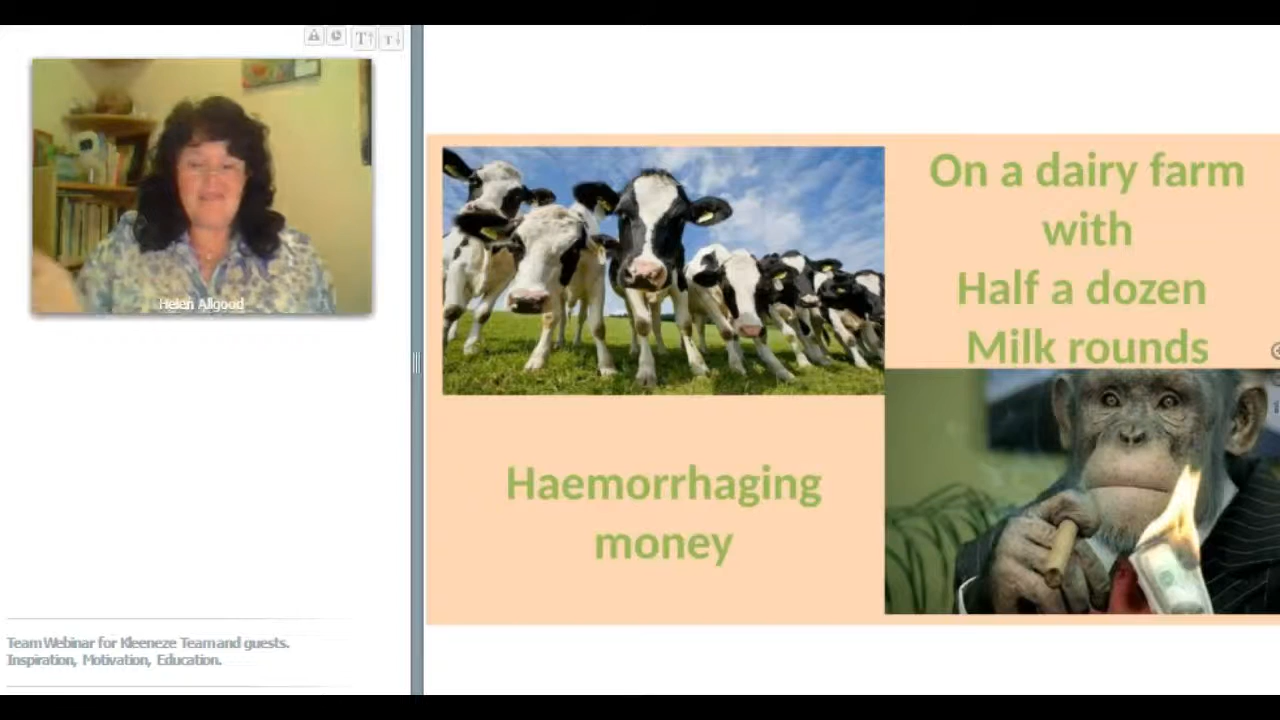 Helen Allgood
On a dairy farm
with
Half a dozen
Milk rounds
Haemorrhaging
money
Team Webinar for Kleeneze Team and guests.
Inspiration, Motivation, Education.